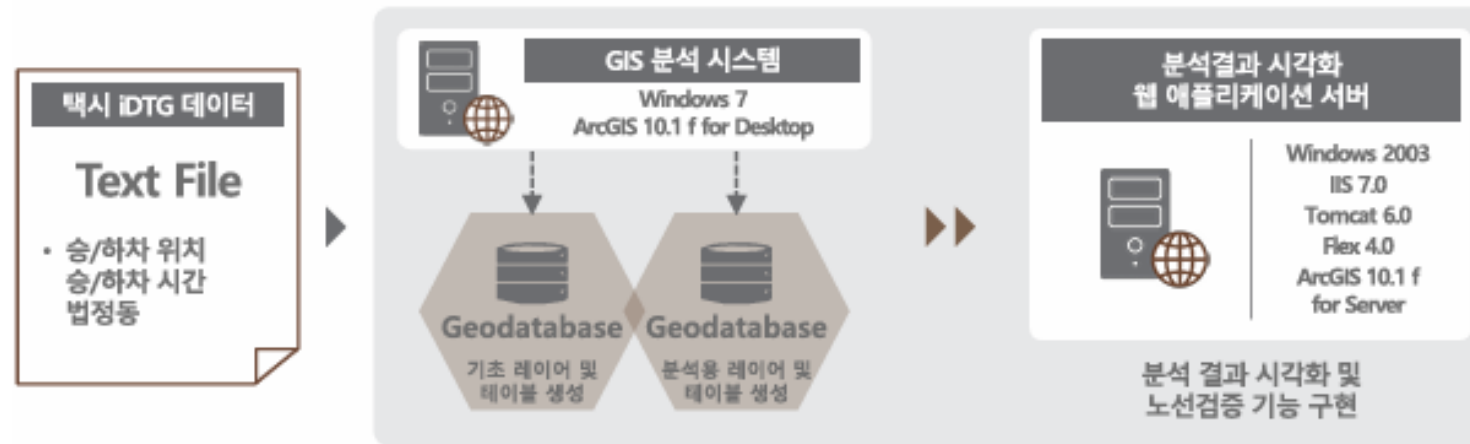 택시 iDTG 데이터
Text File
• 승/하차 위치
승/하차 시간
법정동
GIS 분석 시스템
Windows 7
ArcGIS 10.1 f for Desktop
Geodatabase
기초 레이어 및
테이블 생성
Geodatabase
분석용 레이어 및
테이블 생성
분석결과 시각화
웹 애플리케이션 서버
Windows 2003
IIS 7.0
Tomcat 6.0
Flex 4.0
ArcGIS 10.1 f
for Server
분석 결과 시각화 및
노선검증 기능 구현